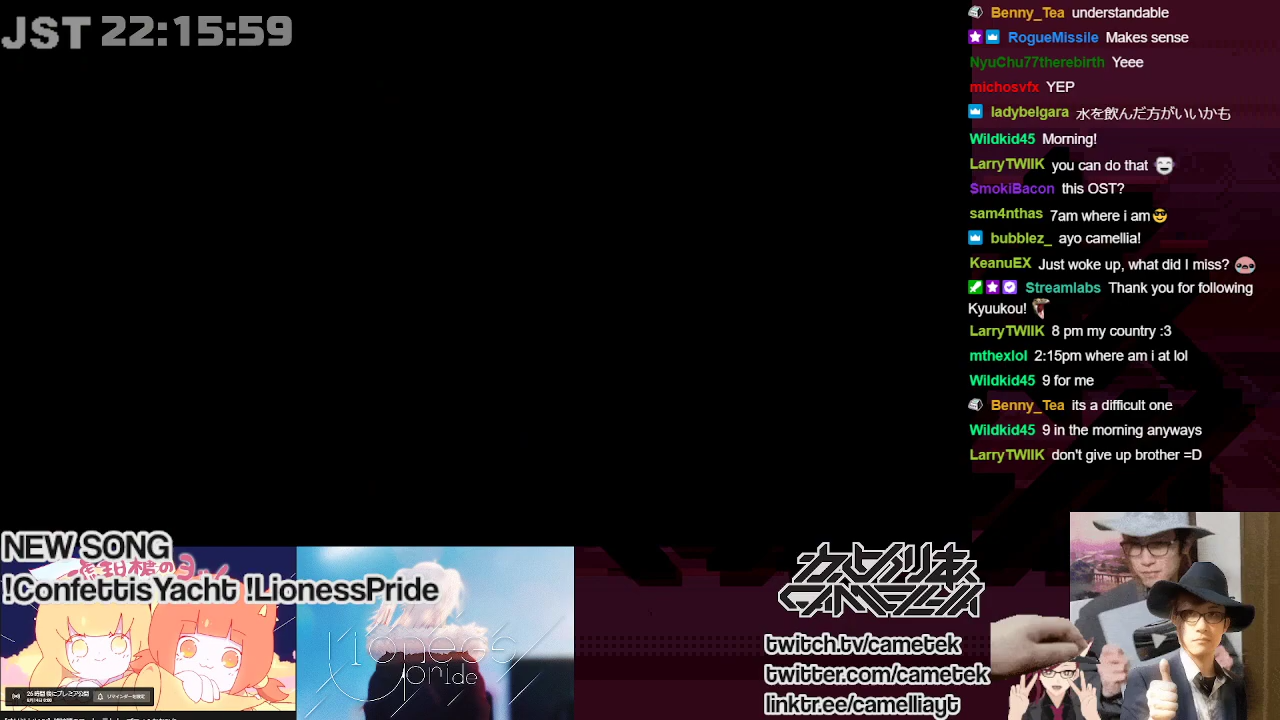 JST 22:15:59
Benny_Tea understandable
RogueMissile Makes sense
NyuChu77therebirth Yeee
michosvfx YEP
ladybelgara 水を飲んだ方がいいかも
Wildkid45 Morning!
LarryTWIIK you can do that
SmokiBacon this OST?
sam4nthas 7am where i am
bubblez_ ayo camellia!
KeanuEX Just woke up, what did I miss?
Streamlabs Thank you for following
Kyuukou!
LarryTWIIK 8 pm my country :3
mthexlol 2:15pm where am i at lol
Wildkid45 9 for me
Benny_Tea its a difficult one
Wildkid45 9 in the morning anyways
LarryTWIIK don't give up brother =D
NEW SONG
!ConfettisYacht !LionessPride
Lioness'
Pride
カメリア
CAMELLIA
twitch.tv/cametek
twitter.com/cametek
linktr.ee/camelliayt